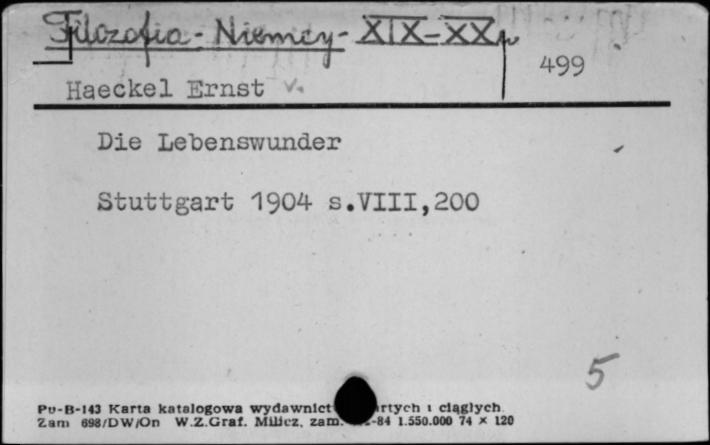 Filozofia - Niemcy - XIX-XX p
499
Haeckel Ernst v.
Die Lebenswunder
Stuttgart 1904 s.VIII,200
5
Pu-B-143 Karta katalogowa wydawnict rtych i ciągłych.
Zam 698/DW/On W.Z.Graf. Milicz, zam. -84 1.550.000 74 × 120